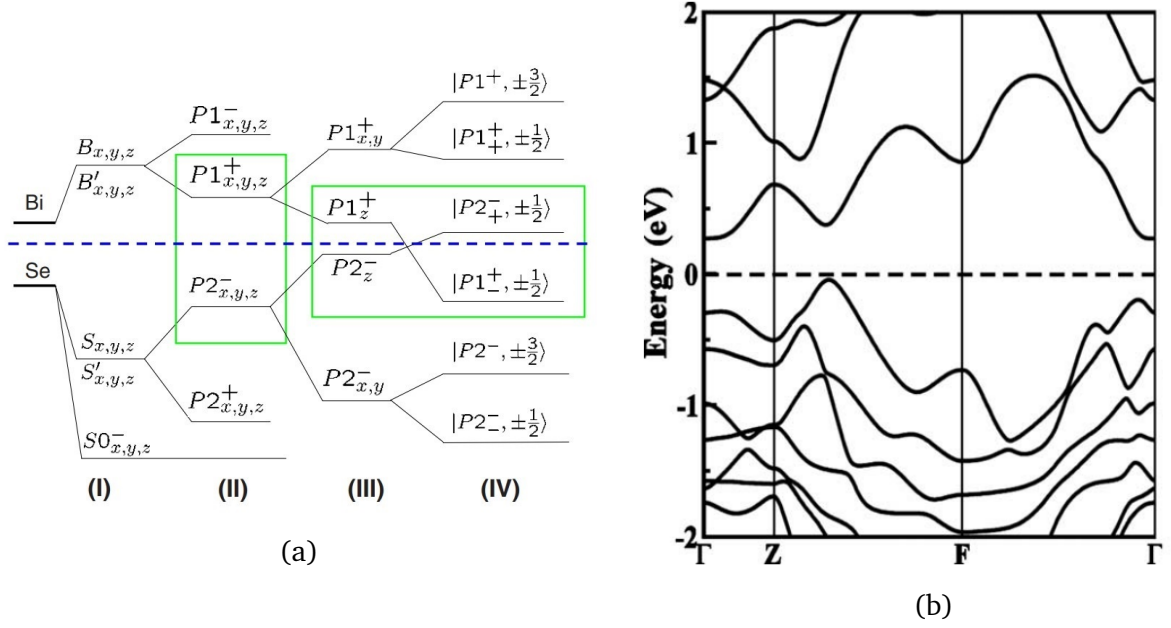 |P1⁺, ±3/2⟩
P1⁻x,y,z
P1⁺x,y
Bx,y,z
|P1⁺₊, ±1/2⟩
B′x,y,z
P1⁺x,y,z
Bi
P1⁺z
|P2⁻₊, ±1/2⟩
Se
P2⁻z
P2⁻x,y,z
|P1⁺₋, ±1/2⟩
Sx,y,z
S′x,y,z
|P2⁻, ±3/2⟩
P2⁻x,y
P2⁺x,y,z
|P2⁻₋, ±1/2⟩
S0⁻x,y,z
(I) (II) (III) (IV)
(a)
Energy (eV)
2
1
0
-1
-2
Γ Z F Γ
(b)